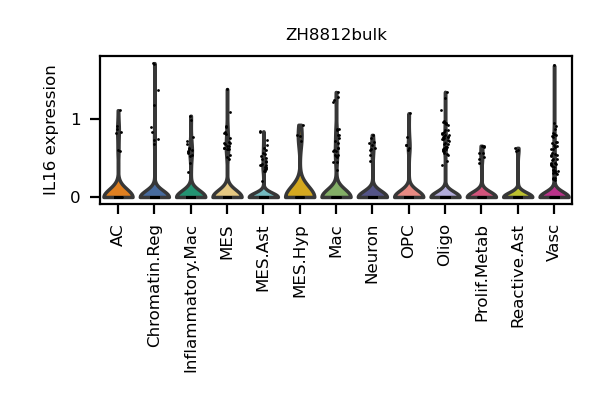 ZH8812bulk
IL16 expression
1
0
AC
Chromatin.Reg
Inflammatory.Mac
MES
MES.Ast
MES.Hyp
Mac
Neuron
OPC
Oligo
Prolif.Metab
Reactive.Ast
Vasc